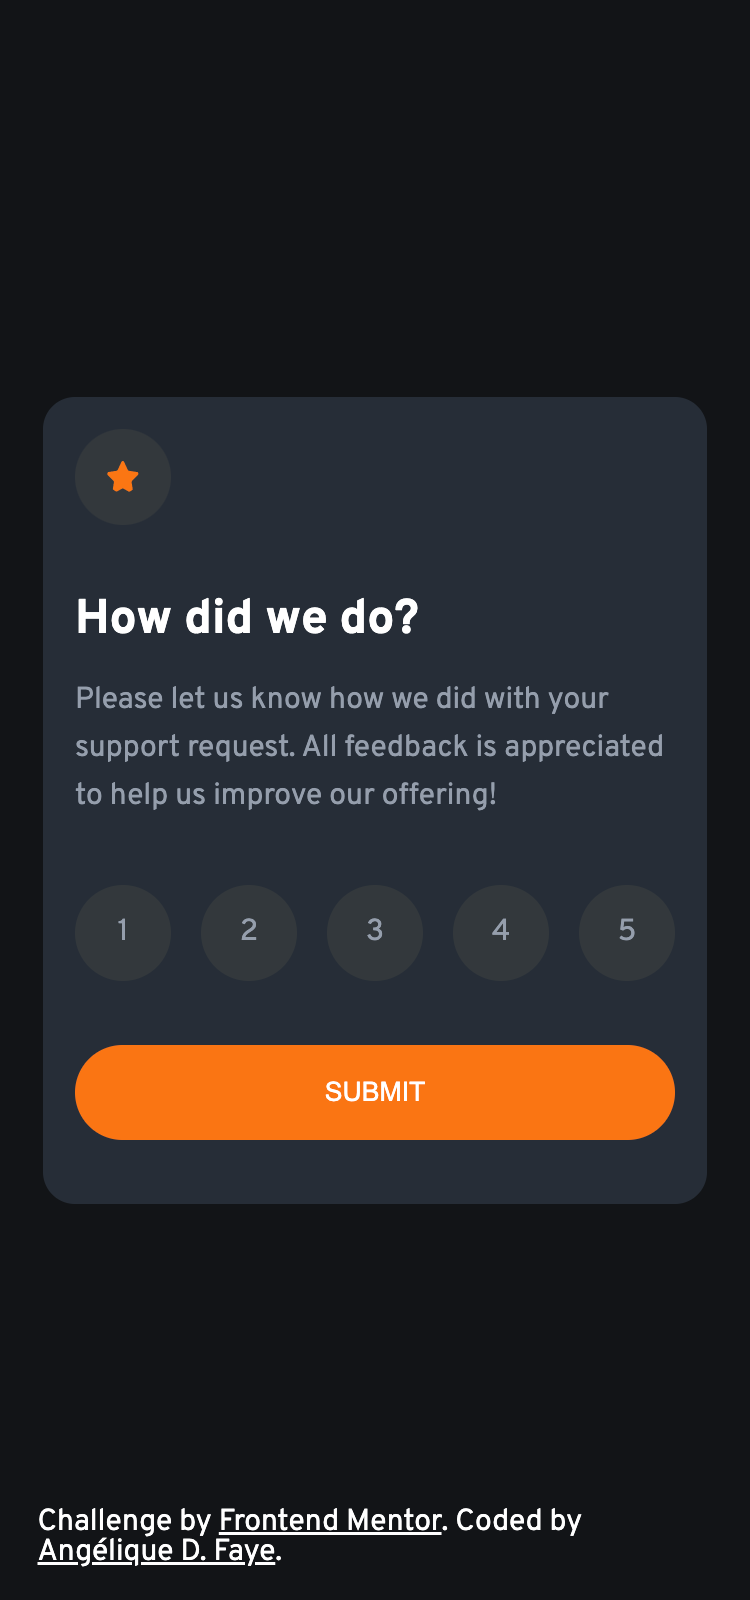 How did we do?
Please let us know how we did with your
support request. All feedback is appreciated
to help us improve our offering!
1 2 3 4 5
SUBMIT
Challenge by Frontend Mentor. Coded by
Angélique D. Faye.